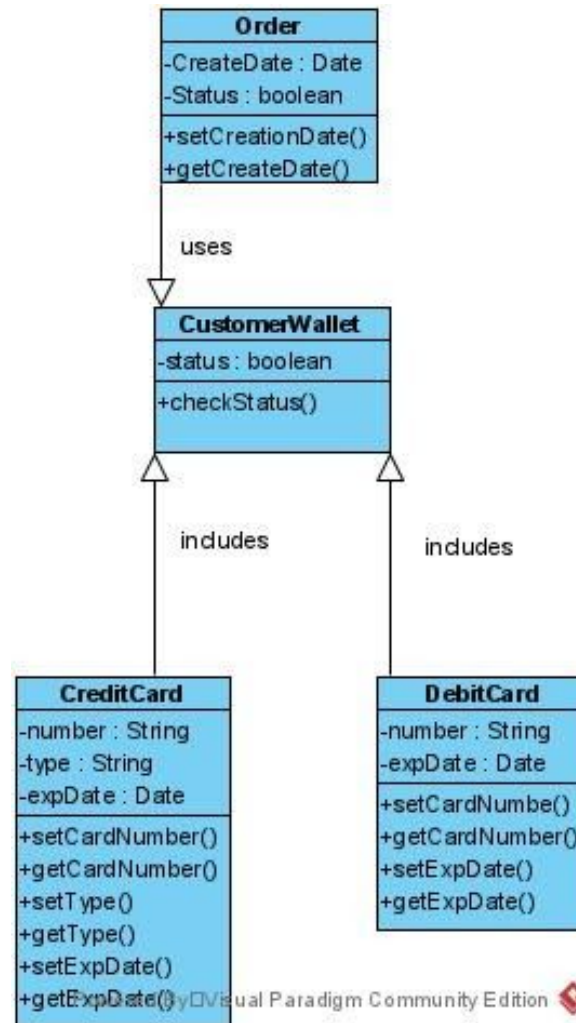 Order
-CreateDate : Date
-Status : boolean
+setCreationDate()
+getCreateDate()
uses
CustomerWallet
-status : boolean
+checkStatus()
includes
includes
CreditCard
-number : String
-type : String
-expDate : Date
+setCardNumber()
+getCardNumber()
+setType()
+getType()
+setExpDate()
+getExpDate()
DebitCard
-number : String
-expDate : Date
+setCardNumbe()
+getCardNumber()
+setExpDate()
+getExpDate()
Visual Paradigm Community Edition